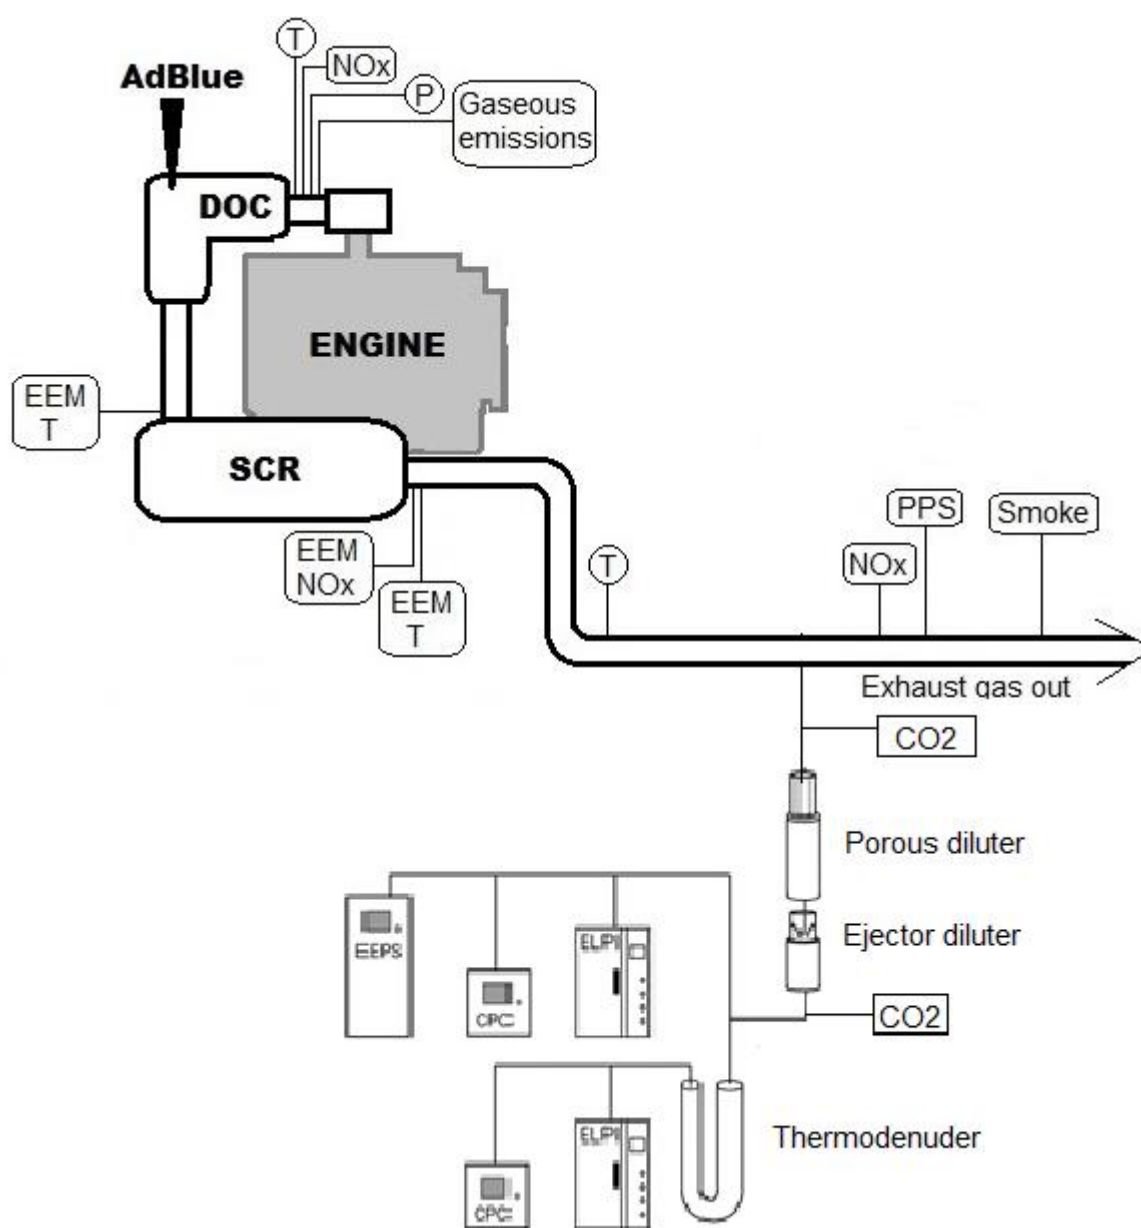 T
NOx
AdBlue
P
Gaseous
emissions
DOC
ENGINE
EEM
T
SCR
PPS
Smoke
EEM
NOx
T
NOx
EEM
T
Exhaust gas out
CO2
Porous diluter
Ejector diluter
EEPS
ELPI
CPC
CO2
ELPI
Thermodenuder
CPC